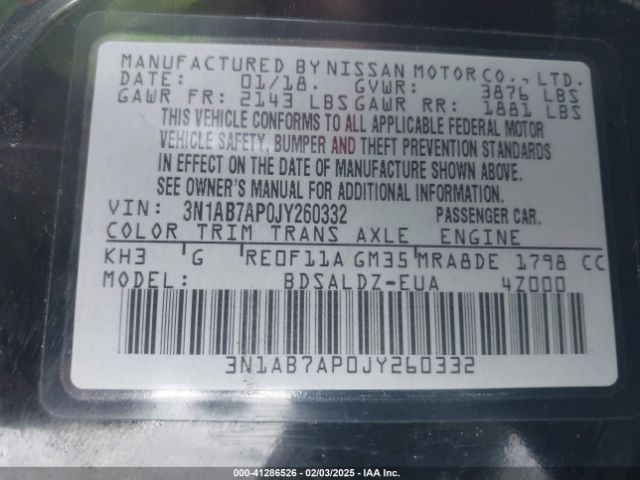 MANUFACTURED BY NISSAN MOTOR CO., LTD.
DATE: 01/18. GVWR: 3876 LBS
GAWR FR: 2143 LBS GAWR RR: 1881 LBS
THIS VEHICLE CONFORMS TO ALL APPLICABLE FEDERAL MOTOR
VEHICLE SAFETY, BUMPER AND THEFT PREVENTION STANDARDS
IN EFFECT ON THE DATE OF MANUFACTURE SHOWN ABOVE.
SEE OWNER'S MANUAL FOR ADDITIONAL INFORMATION.
VIN: 3N1AB7AP0JY260332 PASSENGER CAR.
COLOR TRIM TRANS AXLE ENGINE
KH3 G RE0F11A GM35 MRA8DE 1798 CC
MODEL: BDSALDZ-EUA 4Z000
3N1AB7AP0JY260332
000-41286526 - 02/03/2025 - IAA Inc.